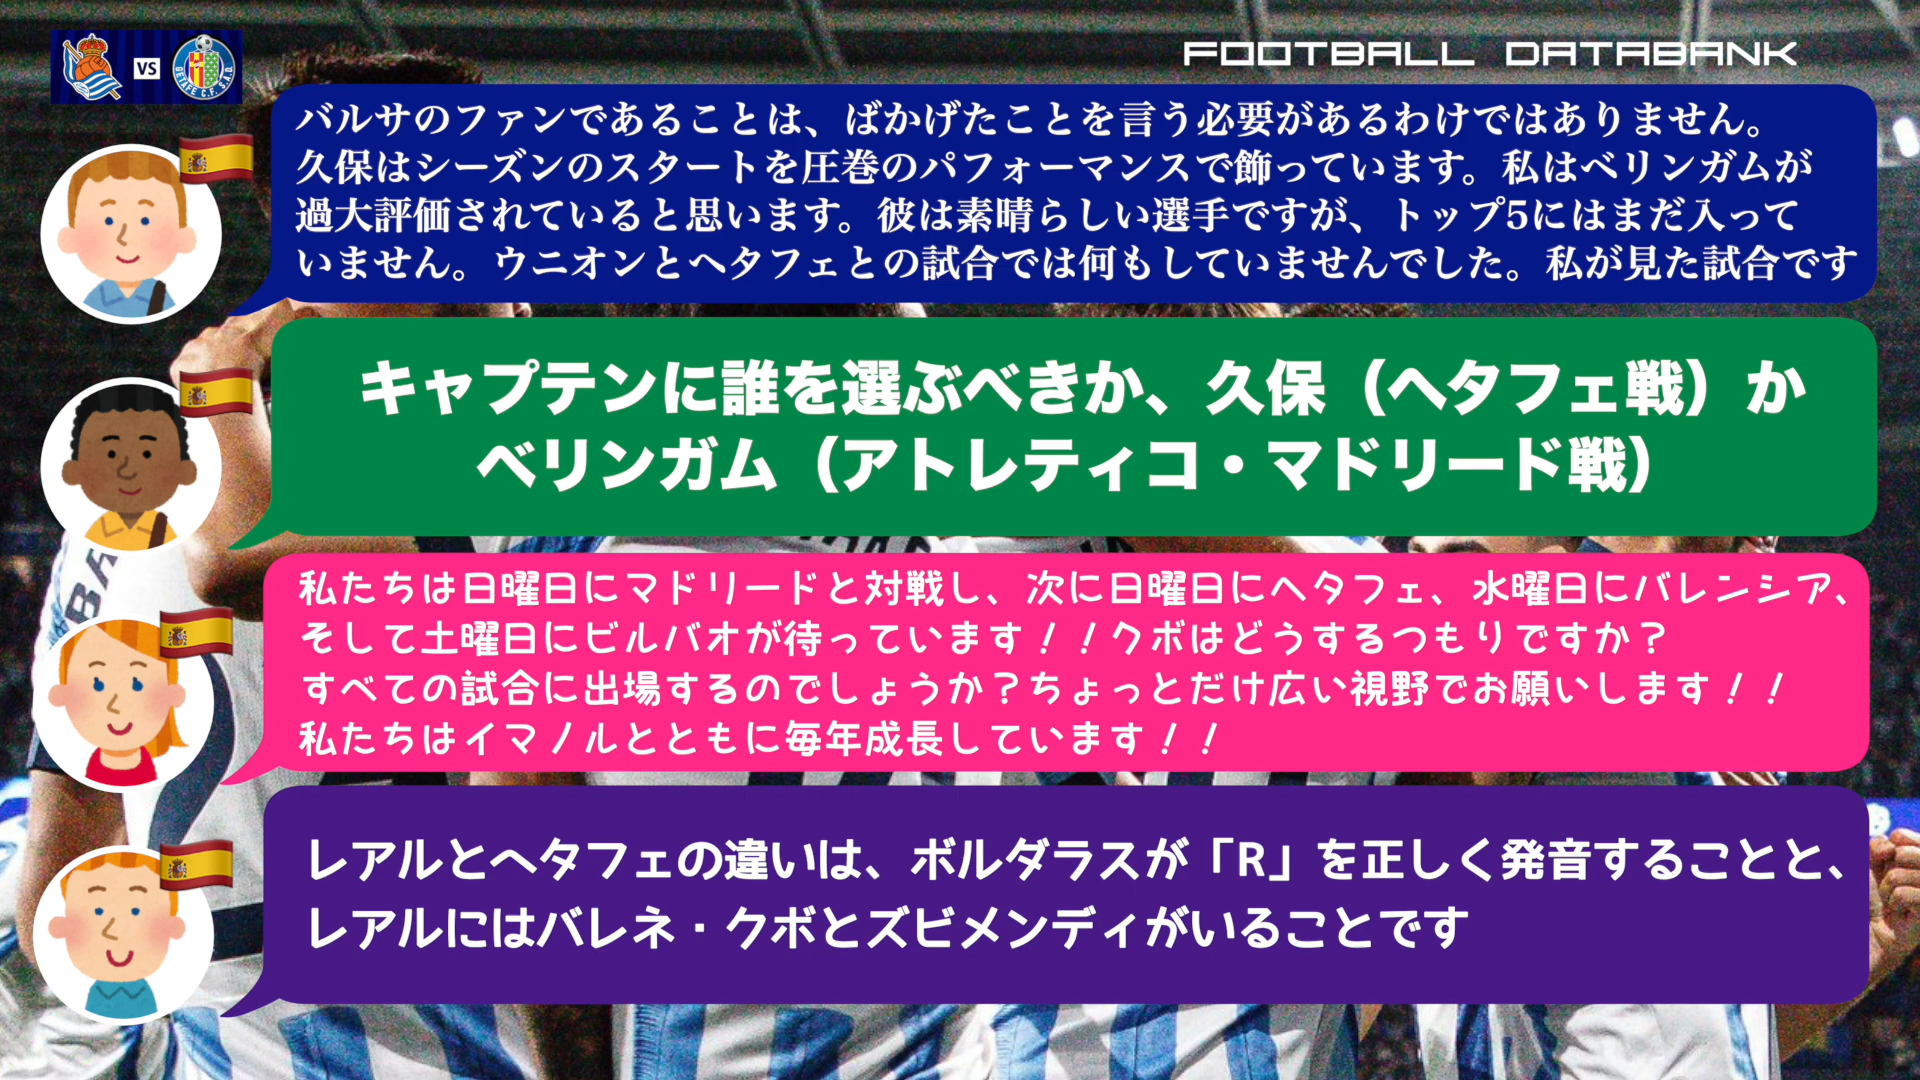 VS
GETAFE C.F. S.A.D.
FOOTBALL DATABANK
バルサのファンであることは、ばかげたことを言う必要があるわけではありません。
久保はシーズンのスタートを圧巻のパフォーマンスで飾っています。私はベリンガムが
過大評価されていると思います。彼は素晴らしい選手ですが、トップ5にはまだ入って
いません。ウニオンとヘタフェとの試合では何もしていませんでした。私が見た試合です
キャプテンに誰を選ぶべきか、久保（ヘタフェ戦）か
ベリンガム（アトレティコ・マドリード戦）
私たちは日曜日にマドリードと対戦し、次に日曜日にヘタフェ、水曜日にバレンシア、
そして土曜日にビルバオが待っています！！クボはどうするつもりですか？
すべての試合に出場するのでしょうか？ちょっとだけ広い視野でお願いします！！
私たちはイマノルとともに毎年成長しています！！
レアルとヘタフェの違いは、ボルダラスが「R」を正しく発音することと、
レアルにはバレネ・クボとズビメンディがいることです